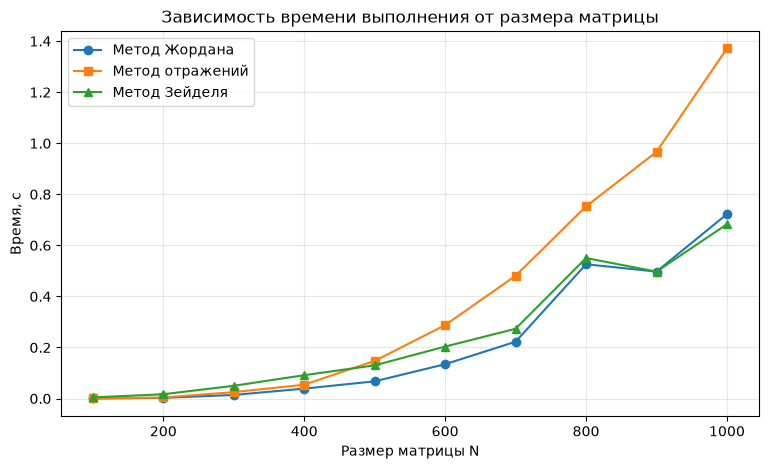 Зависимость времени выполнения от размера матрицы
Метод Жордана
Метод отражений
Метод Зейделя
Время, с
1.4
1.2
1.0
0.8
0.6
0.4
0.2
0.0
200 400 600 800 1000
Размер матрицы N